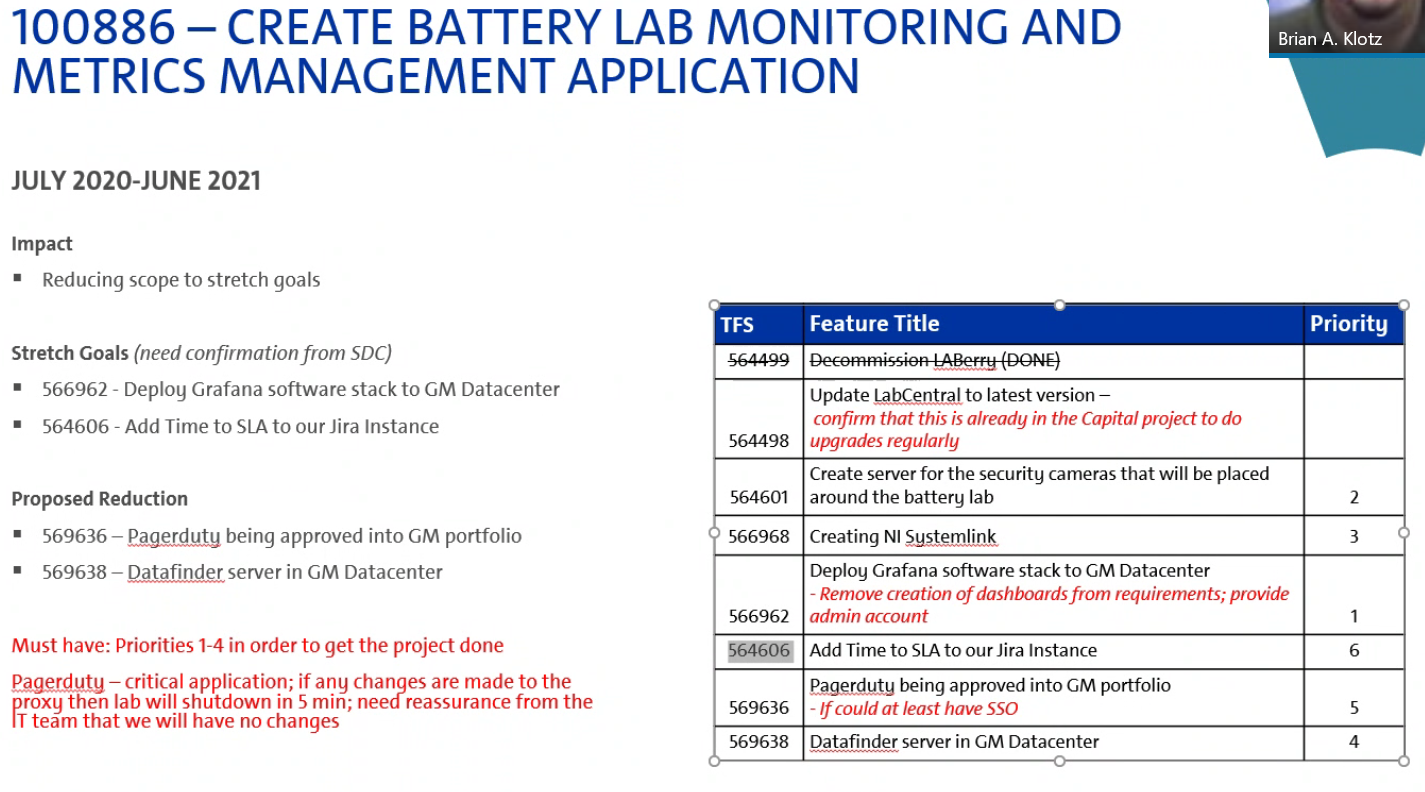 100886 – CREATE BATTERY LAB MONITORING AND
METRICS MANAGEMENT APPLICATION
Brian A. Klotz
JULY 2020-JUNE 2021
Impact
▪ Reducing scope to stretch goals
Stretch Goals (need confirmation from SDC)
▪ 566962 - Deploy Grafana software stack to GM Datacenter
▪ 564606 - Add Time to SLA to our Jira Instance
Proposed Reduction
▪ 569636 – Pagerduty being approved into GM portfolio
▪ 569638 – Datafinder server in GM Datacenter
Must have: Priorities 1-4 in order to get the project done
Pagerduty – critical application; if any changes are made to the
proxy then lab will shutdown in 5 min; need reassurance from the
IT team that we will have no changes
TFS Feature Title Priority
564499 Decommission LABerry (DONE)
Update LabCentral to latest version –
confirm that this is already in the Capital project to do
564498 upgrades regularly
Create server for the security cameras that will be placed
564601 around the battery lab 2
566968 Creating NI Systemlink 3
Deploy Grafana software stack to GM Datacenter
- Remove creation of dashboards from requirements; provide
566962 admin account 1
564606 Add Time to SLA to our Jira Instance 6
Pagerduty being approved into GM portfolio
569636 - If could at least have SSO 5
569638 Datafinder server in GM Datacenter 4